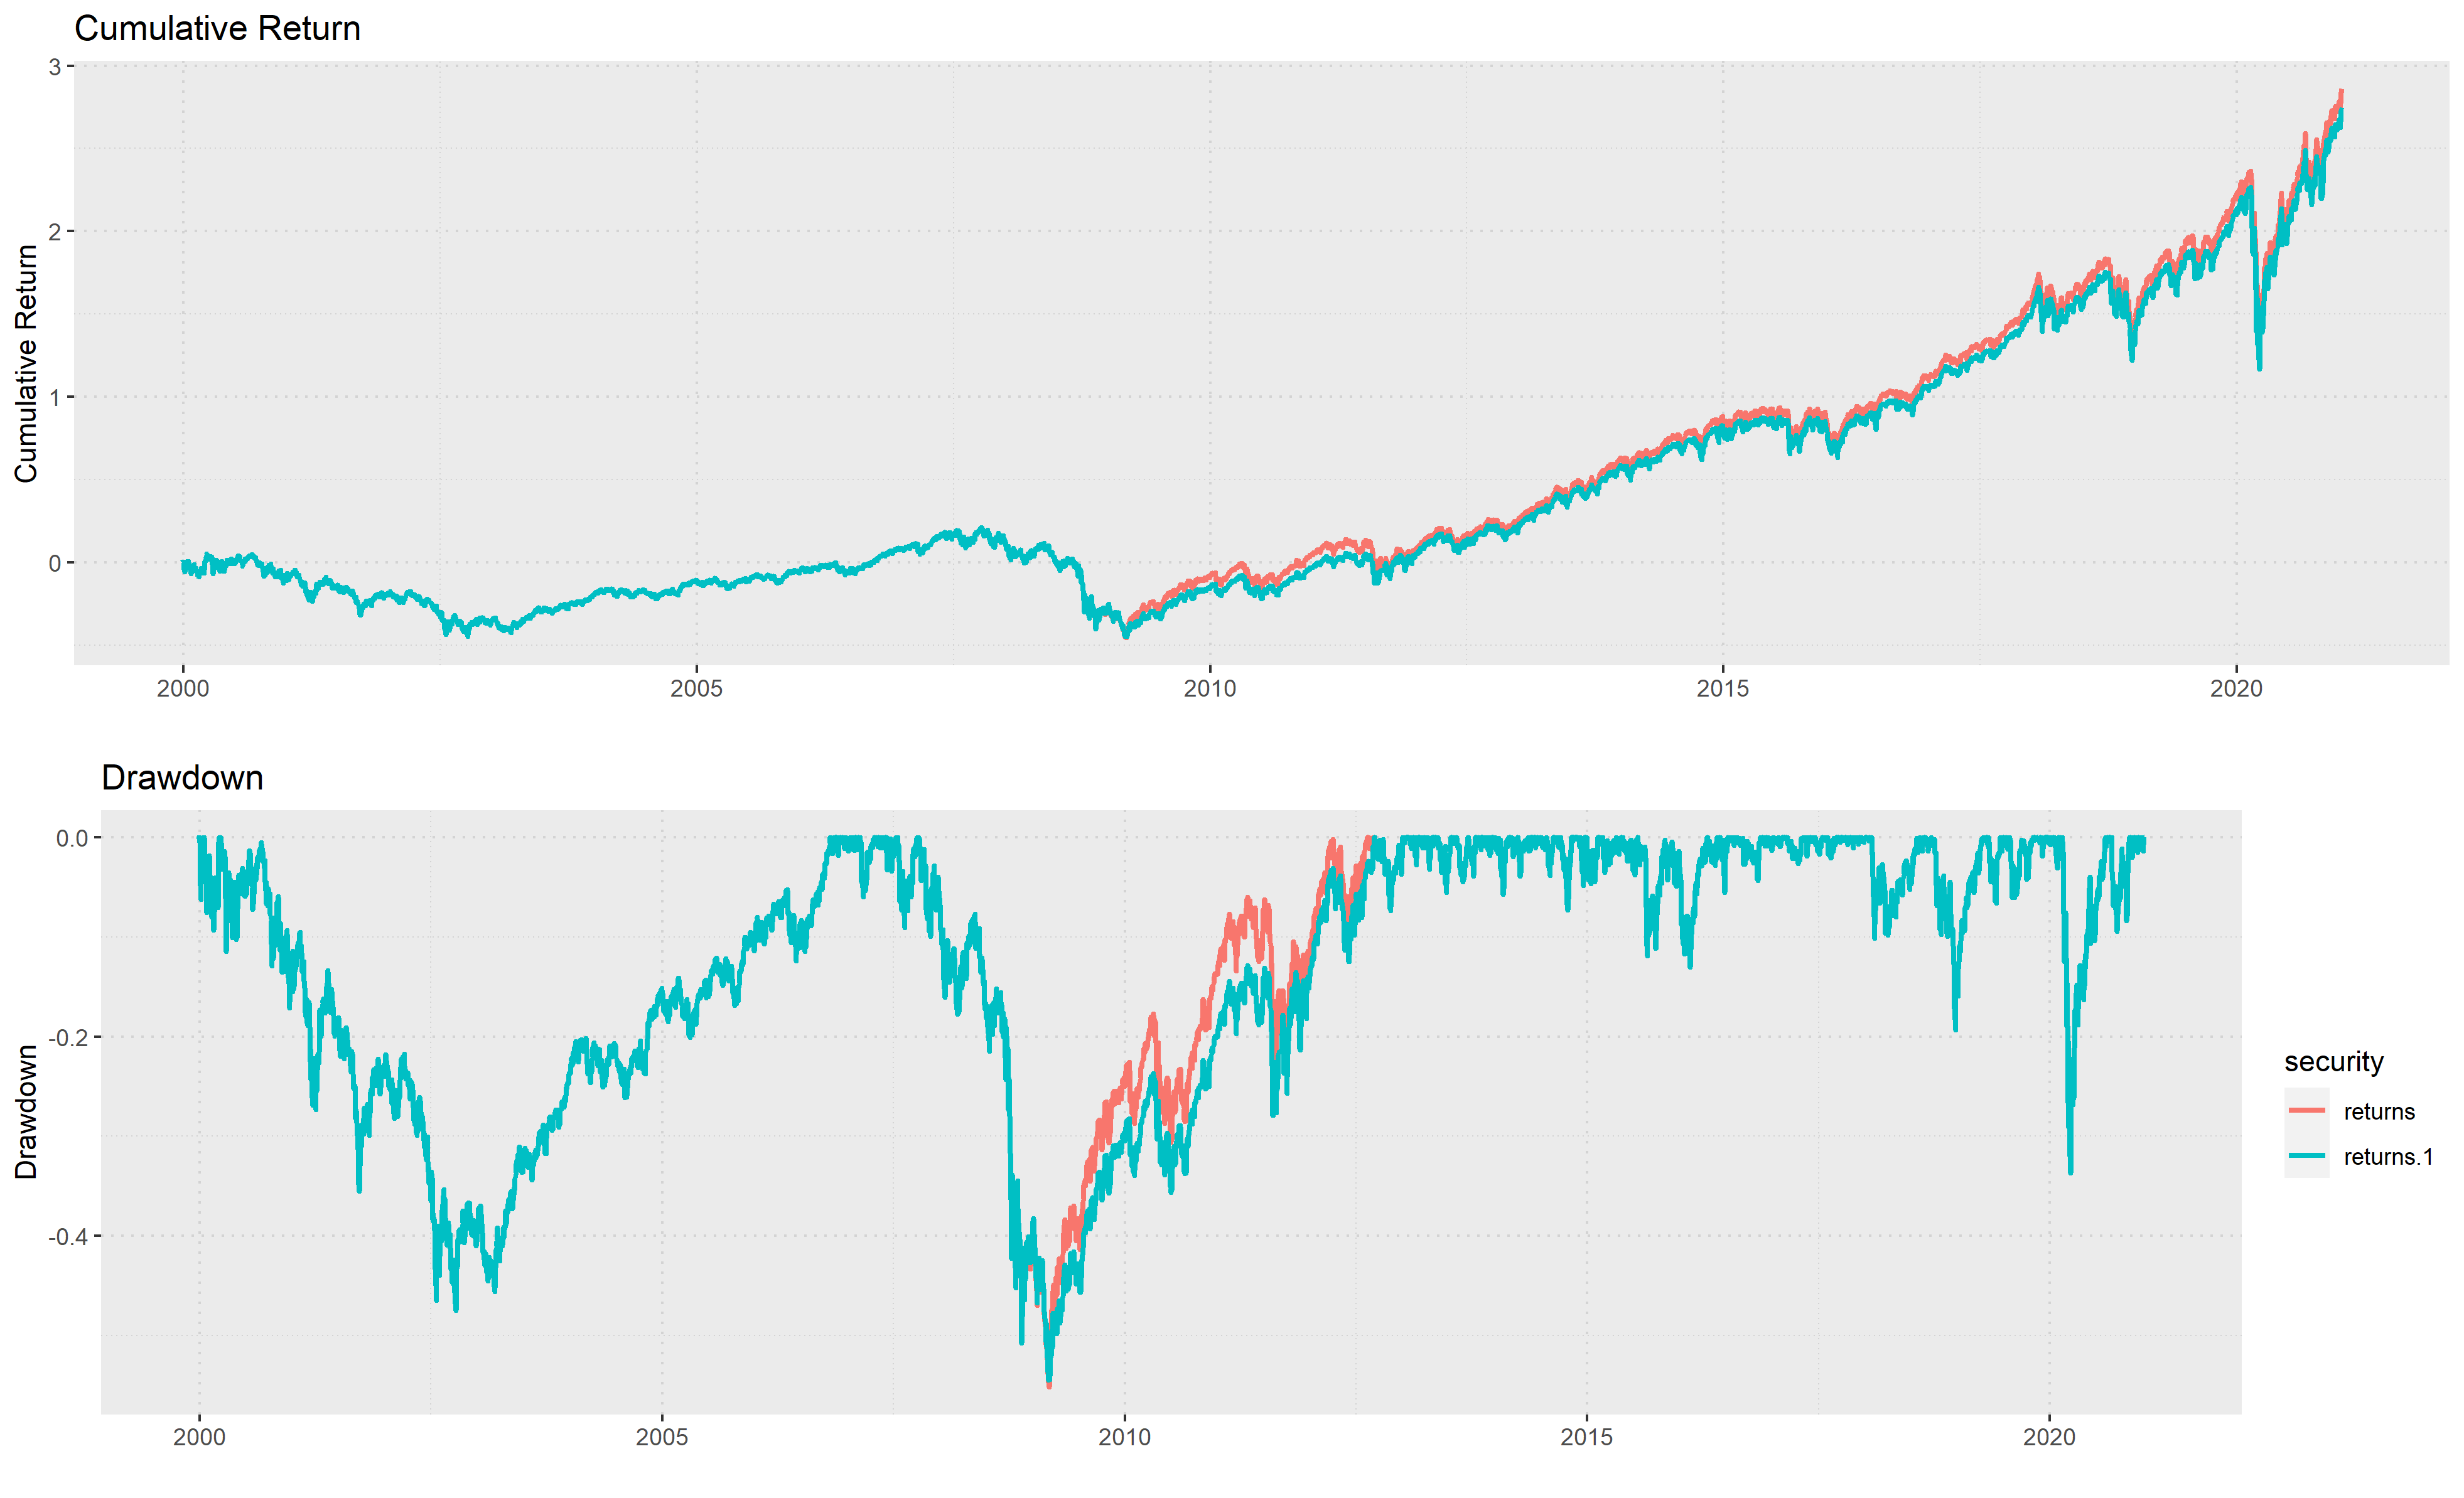 Cumulative Return
Cumulative Return
3
2
1
0
2000 2005 2010 2015 2020
Drawdown
Drawdown
0.0
-0.2
-0.4
2000 2005 2010 2015 2020
security
returns
returns.1